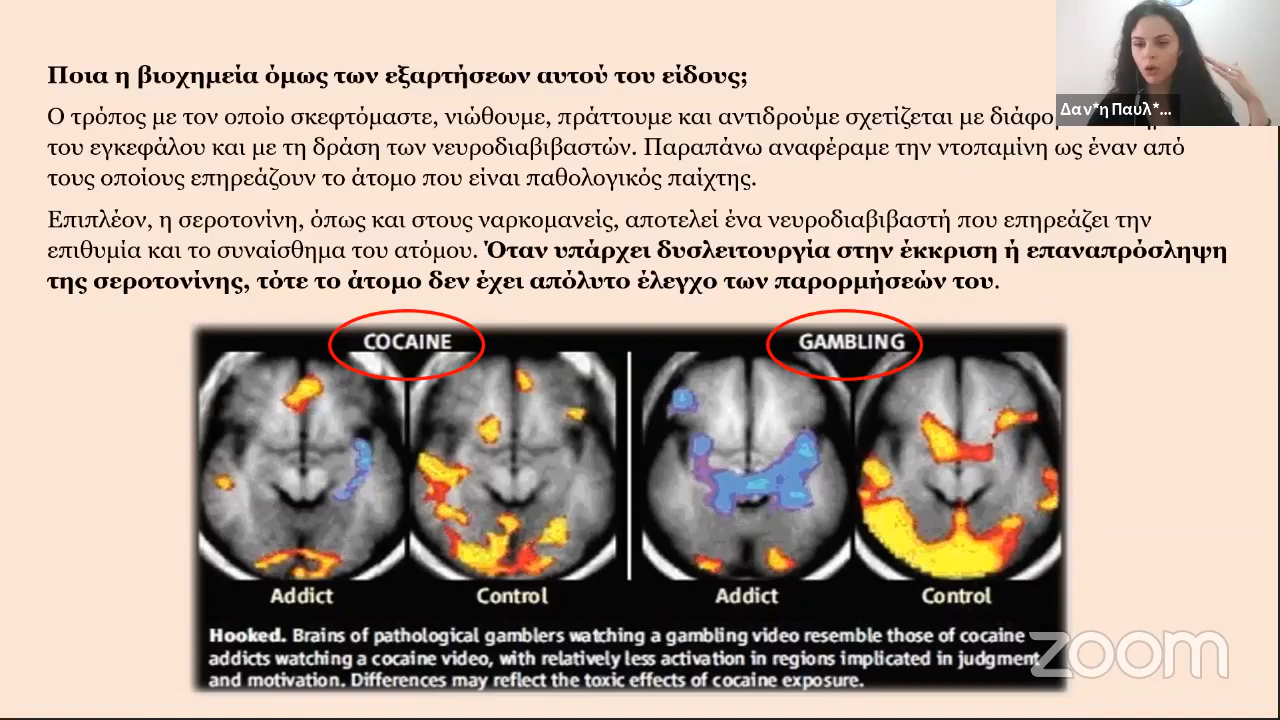 Ποια η βιοχημεία όμως των εξαρτήσεων αυτού του είδους;
Ο τρόπος με τον οποίο σκεφτόμαστε, νιώθουμε, πράττουμε και αντιδρούμε σχετίζεται με
του εγκεφάλου και με τη δράση των νευροδιαβιβαστών. Παραπάνω αναφέραμε την ντοπαμίνη ως έναν από
τους οποίους επηρεάζουν το άτομο που είναι παθολογικός παίχτης.
Επιπλέον, η σεροτονίνη, όπως και στους ναρκομανείς, αποτελεί ένα νευροδιαβιβαστή που επηρεάζει την
επιθυμία και το συναίσθημα του ατόμου. Όταν υπάρχει δυσλειτουργία στην έκκριση ή επαναπρόσληψη
της σεροτονίνης, τότε το άτομο δεν έχει απόλυτο έλεγχο των παρορμήσεών του.
Δαν*η Παυλ*...
COCAINE
GAMBLING
Addict
Control
Addict
Control
Hooked. Brains of pathological gamblers watching a gambling video resemble those of cocaine
addicts watching a cocaine video, with relatively less activation in regions implicated in judgment
and motivation. Differences may reflect the toxic effects of cocaine exposure.
zoom